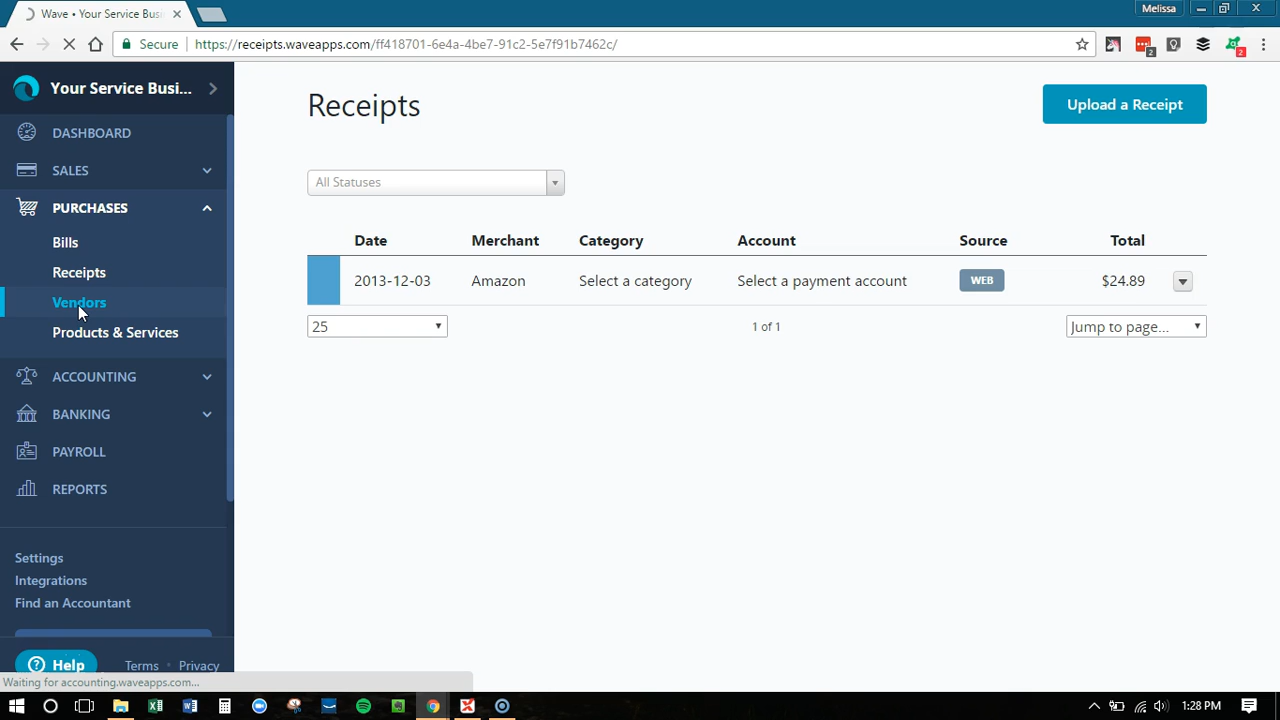 Wave • Your Service Busi
Melissa
Secure
https://receipts.waveapps.com/ff418701-6e4a-4be7-91c2-5e7f91b7462c/
2
2
Your Service Busi...
DASHBOARD
SALES
PURCHASES
Bills
Receipts
Vendors
Products & Services
ACCOUNTING
BANKING
PAYROLL
REPORTS
Settings
Integrations
Find an Accountant
? Help
Terms • Privacy
Waiting for accounting.waveapps.com...
Receipts
Upload a Receipt
All Statuses
Date Merchant Category Account Source Total
2013-12-03 Amazon Select a category Select a payment account WEB $24.89
25 1 of 1 Jump to page...
1:28 PM